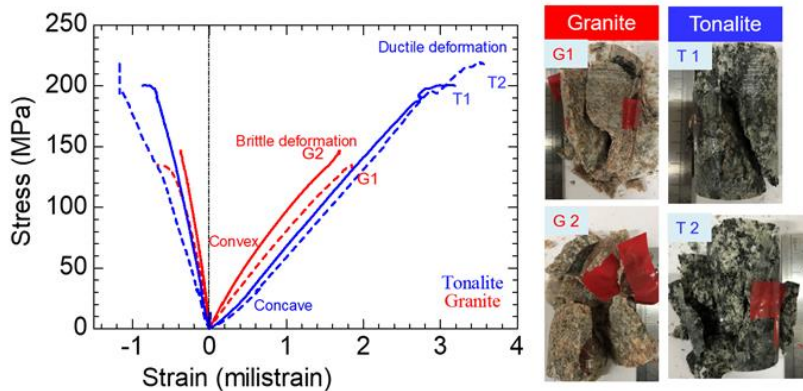 Stress (MPa)
250
200
150
100
50
0
-1
0
1
2
3
4
Strain (milistrain)
Ductile deformation
T2
T1
Brittle deformation
G2
G1
Convex
Concave
Tonalite
Granite
Granite
G1
G 2
Tonalite
T 1
T 2